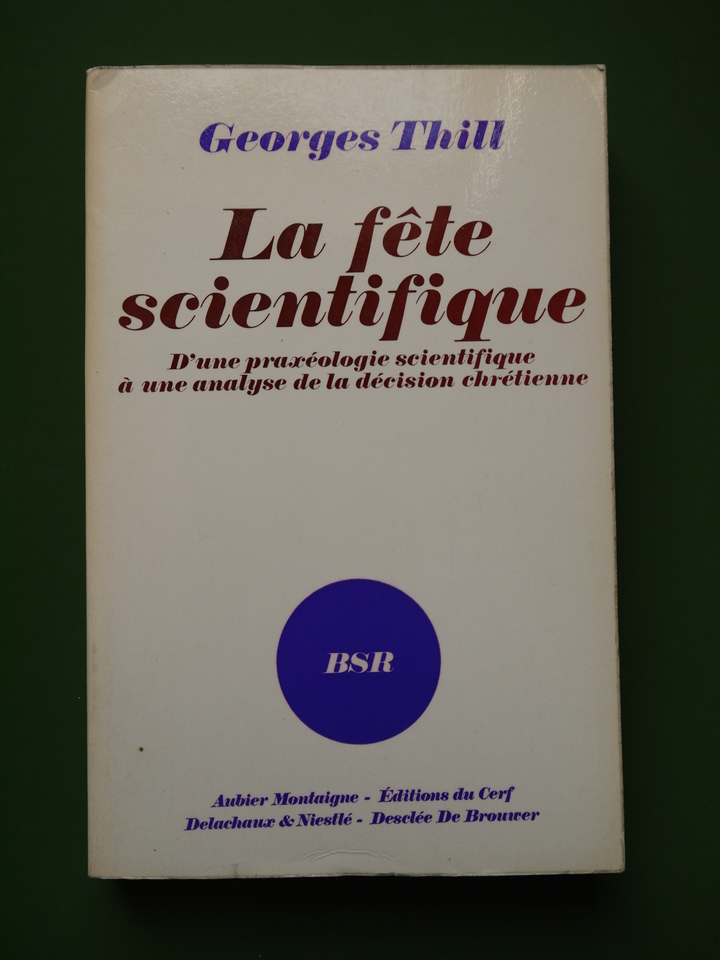 Georges Thill
La fête
scientifique
D'une praxéologie scientifique
à une analyse de la décision chrétienne
BSR
Aubier Montaigne - Éditions du Cerf
Delachaux & Niestlé - Desclée De Brouwer